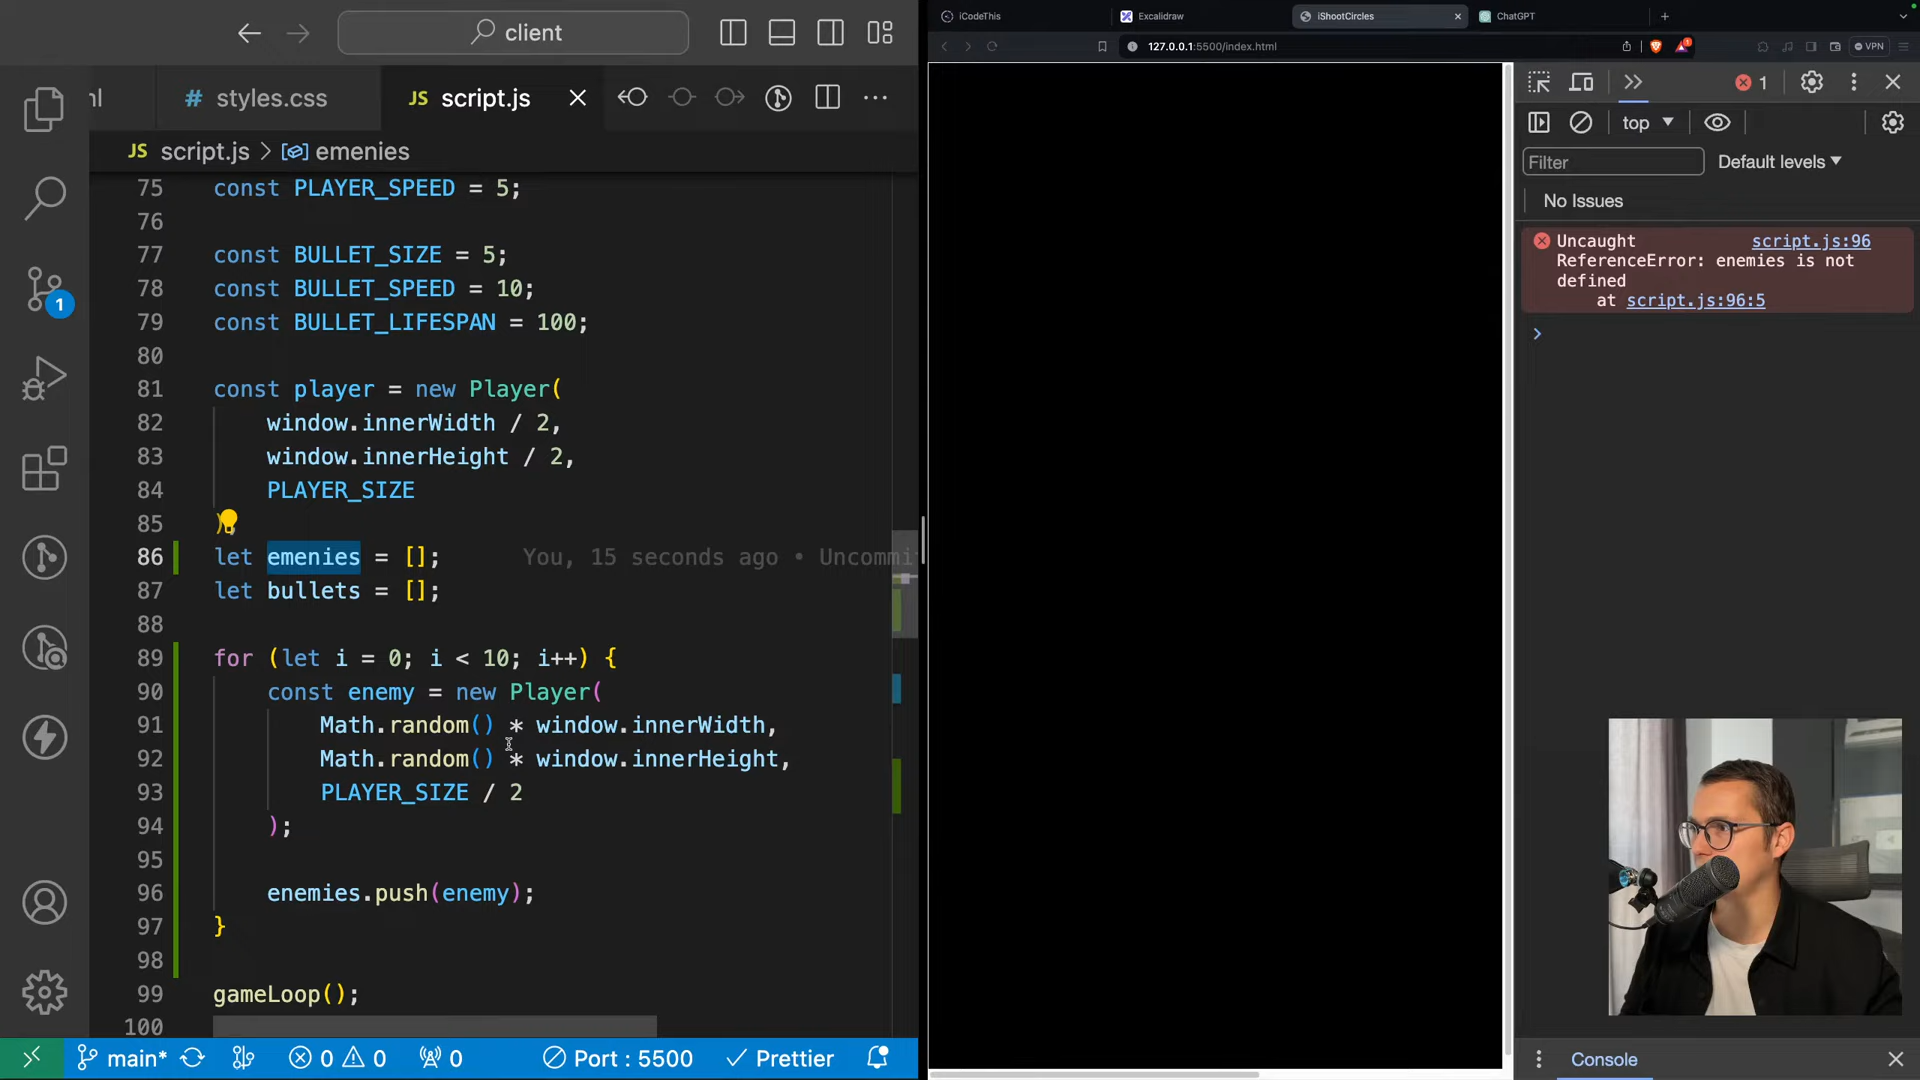 client
nl
# styles.css
JS script.js
JS script.js > emenies
75 const PLAYER_SPEED = 5;
76
77 const BULLET_SIZE = 5;
78 const BULLET_SPEED = 10;
79 const BULLET_LIFESPAN = 100;
80
81 const player = new Player(
82 window.innerWidth / 2,
83 window.innerHeight / 2,
84 PLAYER_SIZE
85 )
86 let emenies = []; You, 15 seconds ago • Uncommi
87 let bullets = [];
88
89 for (let i = 0; i < 10; i++) {
90 const enemy = new Player(
91 Math.random() * window.innerWidth,
92 Math.random() * window.innerHeight,
93 PLAYER_SIZE / 2
94 );
95
96 enemies.push(enemy);
97 }
98
99 gameLoop();
100
1
main* 0 0 0 Port : 5500 Prettier
iCodeThis
Excalidraw
iShootCircles
ChatGPT
127.0.0.1:5500/index.html
1
VPN
1
top
Filter
Default levels
No Issues
Uncaught script.js:96
ReferenceError: enemies is not
defined
at script.js:96:5
Console